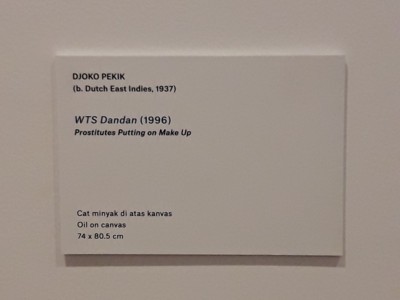 DJOKO PEKIK
(b. Dutch East Indies, 1937)
WTS Dandan (1996)
Prostitutes Putting on Make Up
Cat minyak di atas kanvas
Oil on canvas
74 x 80.5 cm